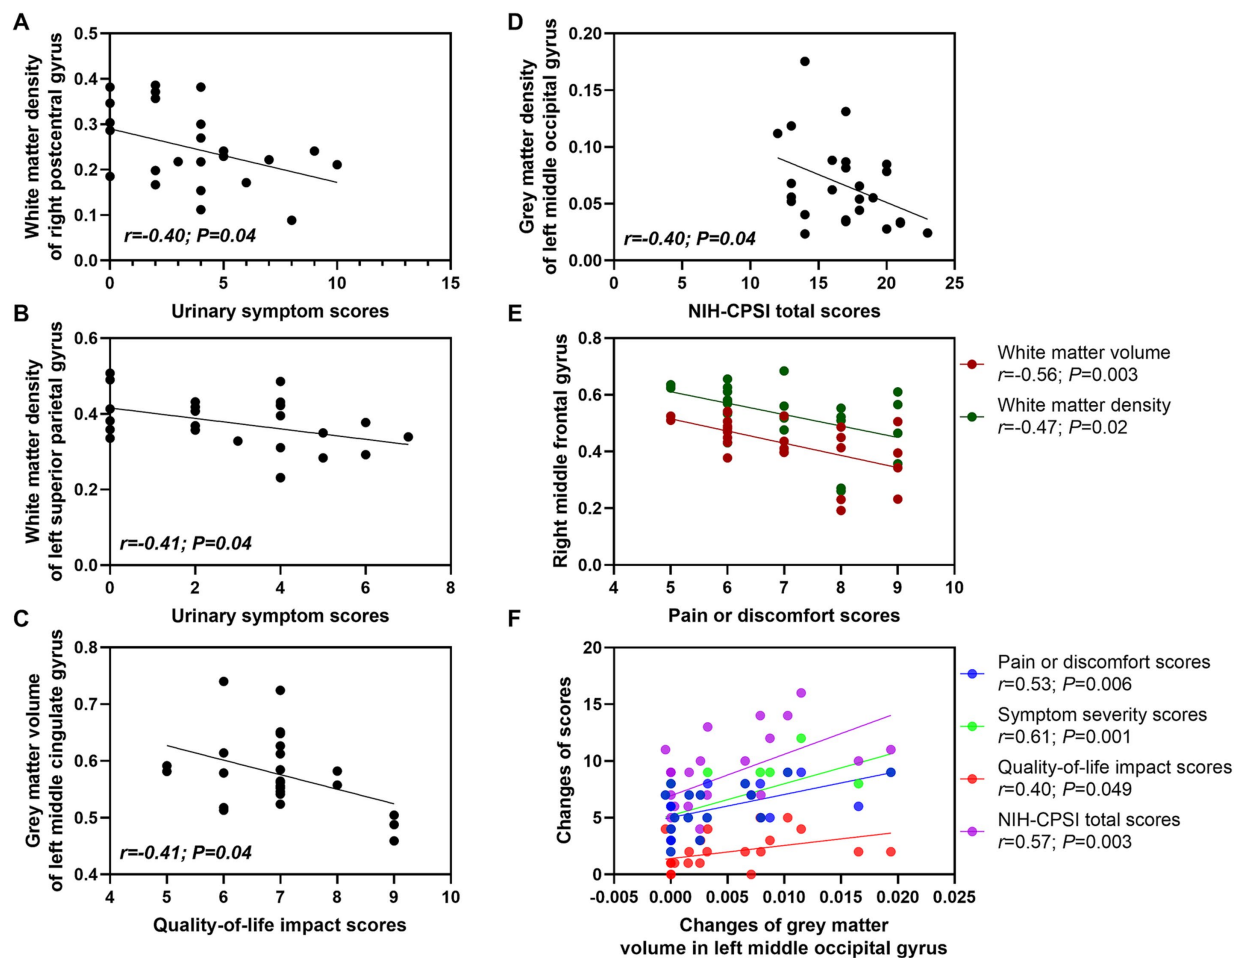 A
White matter density
of right postcentral gyrus
0.5
0.4
0.3
0.2
0.1
0.0
r=-0.40; P=0.04
0
5
10
15
Urinary symptom scores
B
White matter density
of left superior parietal gyrus
0.6
0.4
0.2
0.0
r=-0.41; P=0.04
0
2
4
6
8
Urinary symptom scores
C
Grey matter volume
of left middle cingulate gyrus
0.8
0.7
0.6
0.5
0.4
r=-0.41; P=0.04
4
5
6
7
8
9
10
Quality-of-life impact scores
D
Grey matter density
of left middle occipital gyrus
0.20
0.15
0.10
0.05
0.00
r=-0.40; P=0.04
0
5
10
15
20
25
NIH-CPSI total scores
E
Right middle frontal gyrus
0.8
0.6
0.4
0.2
0.0
4
5
6
7
8
9
10
Pain or discomfort scores
White matter volume
r=-0.56; P=0.003
White matter density
r=-0.47; P=0.02
F
Changes of scores
20
15
10
5
0
-0.005
0.000
0.005
0.010
0.015
0.020
0.025
Changes of grey matter
volume in left middle occipital gyrus
Pain or discomfort scores
r=0.53; P=0.006
Symptom severity scores
r=0.61; P=0.001
Quality-of-life impact scores
r=0.40; P=0.049
NIH-CPSI total scores
r=0.57; P=0.003